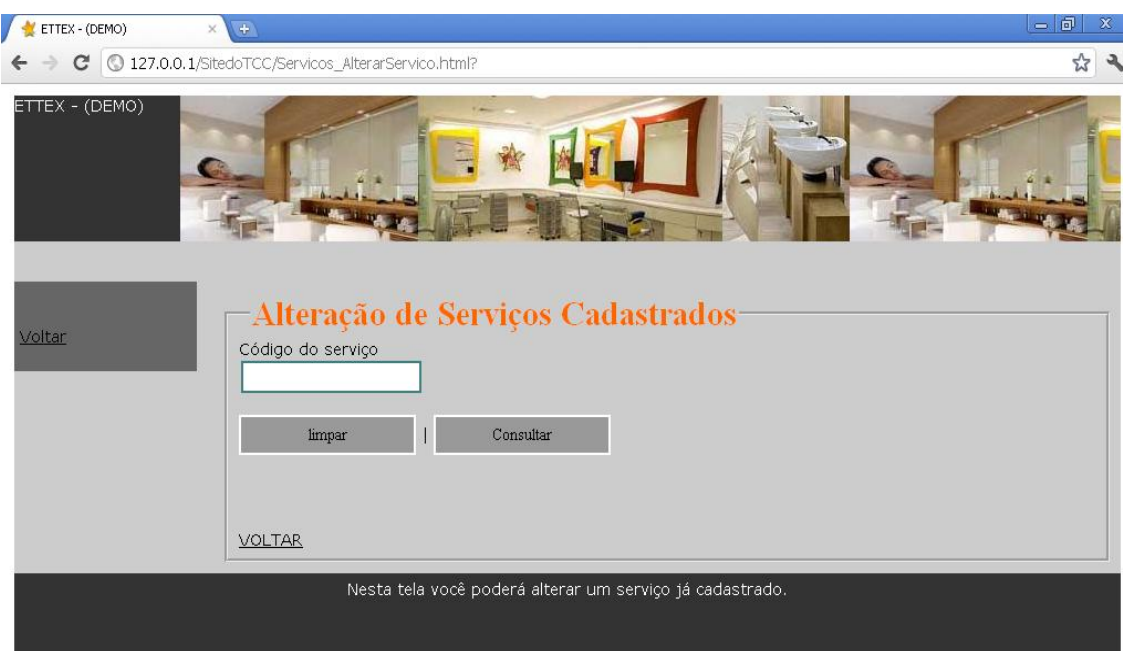 ETTEX - (DEMO)
127.0.0.1/SitedoTCC/Servicos_AlterarServico.html?
ETTEX - (DEMO)
Voltar
Alteração de Serviços Cadastrados
Código do serviço
limpar | Consultar
VOLTAR
Nesta tela você poderá alterar um serviço já cadastrado.